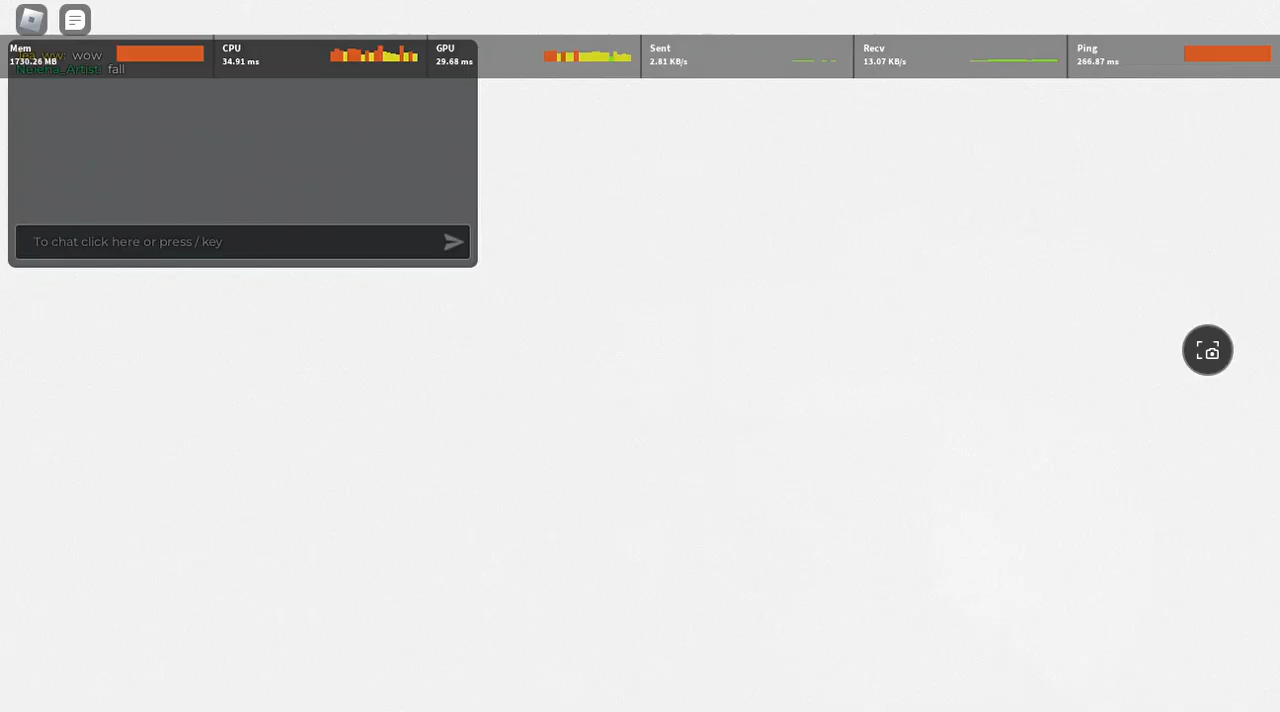 Mem
1730.26 MB
CPU
34.91 ms
GPU
29.68 ms
Sent
2.81 KB/s
Recv
13.07 KB/s
Ping
266.87 ms
wow
Nerena_Artist: fall
To chat click here or press / key